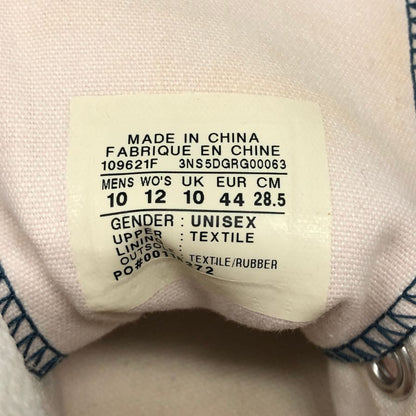 MADE IN CHINA
FABRIQUE EN CHINE
109621F 3NS5DGRG00063
MENS WO'S UK EUR CM
10 12 10 44 28.5
GENDER : UNISEX
UPPER : TEXTILE
LINING
TEXTILE/RUBBER